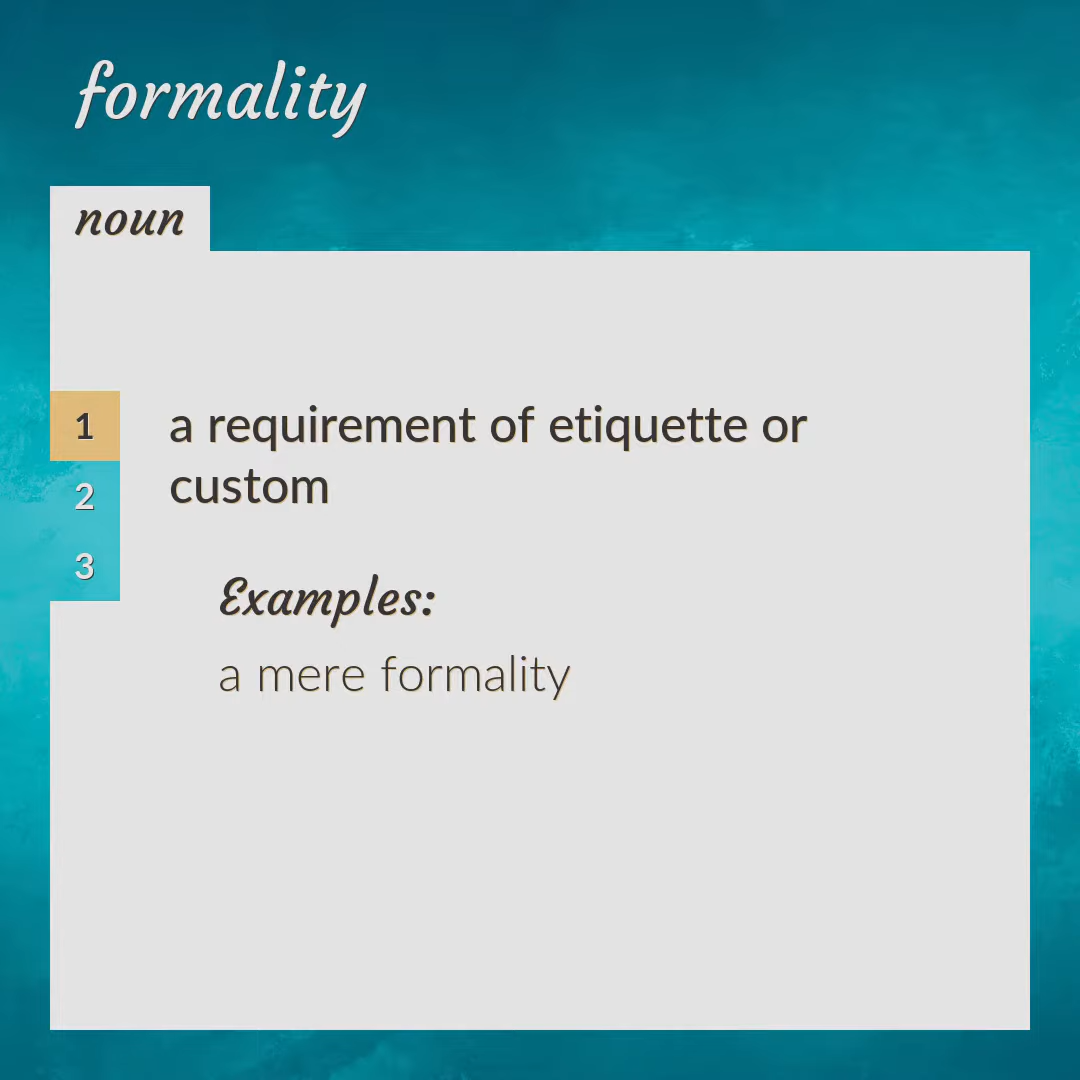 formality
noun
1
a requirement of etiquette or
custom
2
3
Examples:
a mere formality